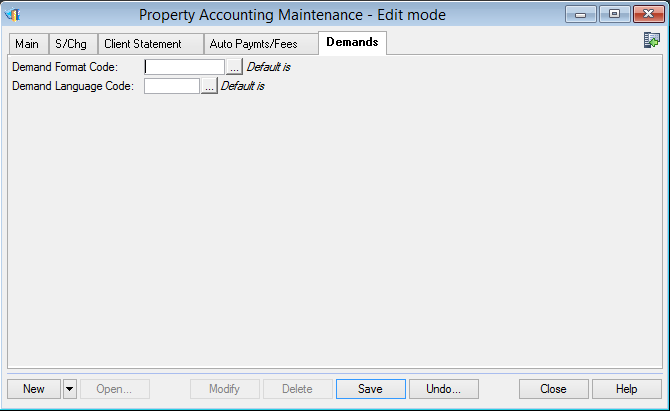 Property Accounting Maintenance - Edit mode
Main S/Chg Client Statement Auto Paymts/Fees Demands
Demand Format Code: ... Default is
Demand Language Code: ... Default is
New Open... Modify Delete Save Undo... Close Help